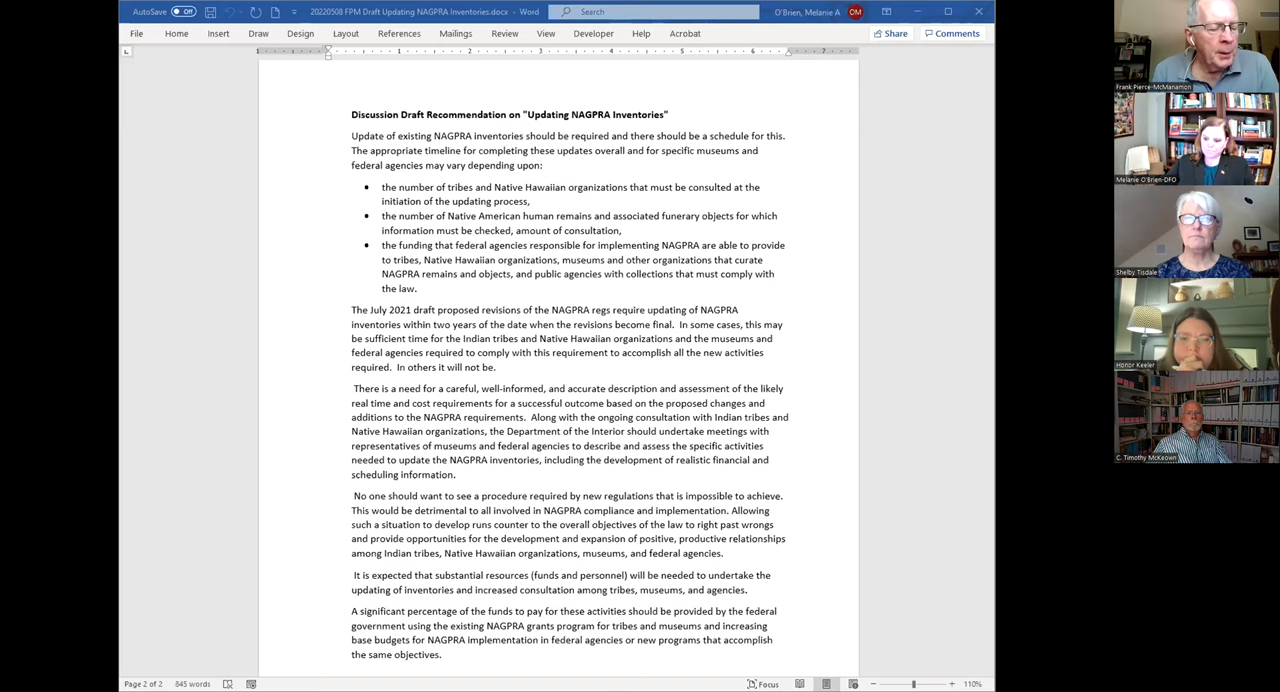 AutoSave Off 20220508 FPM Draft Updating NAGPRA Inventories.docx - Word Search O'Brien, Melanie A OM
File Home Insert Draw Design Layout References Mailings Review View Developer Help Acrobat Share Comments
1 1 2 3 4 5 6 7
Discussion Draft Recommendation on "Updating NAGPRA Inventories"
Update of existing NAGPRA inventories should be required and there should be a schedule for this.
The appropriate timeline for completing these updates overall and for specific museums and
federal agencies may vary depending upon:
• the number of tribes and Native Hawaiian organizations that must be consulted at the
initiation of the updating process,
• the number of Native American human remains and associated funerary objects for which
information must be checked, amount of consultation,
• the funding that federal agencies responsible for implementing NAGPRA are able to provide
to tribes, Native Hawaiian organizations, museums and other organizations that curate
NAGPRA remains and objects, and public agencies with collections that must comply with
the law.
The July 2021 draft proposed revisions of the NAGPRA regs require updating of NAGPRA
inventories within two years of the date when the revisions become final.  In some cases, this may
be sufficient time for the Indian tribes and Native Hawaiian organizations and the museums and
federal agencies required to comply with this requirement to accomplish all the new activities
required.  In others it will not be.
There is a need for a careful, well-informed, and accurate description and assessment of the likely
real time and cost requirements for a successful outcome based on the proposed changes and
additions to the NAGPRA requirements.  Along with the ongoing consultation with Indian tribes and
Native Hawaiian organizations, the Department of the Interior should undertake meetings with
representatives of museums and federal agencies to describe and assess the specific activities
needed to update the NAGPRA inventories, including the development of realistic financial and
scheduling information.
No one should want to see a procedure required by new regulations that is impossible to achieve.
This would be detrimental to all involved in NAGPRA compliance and implementation. Allowing
such a situation to develop runs counter to the overall objectives of the law to right past wrongs
and provide opportunities for the development and expansion of positive, productive relationships
among Indian tribes, Native Hawaiian organizations, museums, and federal agencies.
It is expected that substantial resources (funds and personnel) will be needed to undertake the
updating of inventories and increased consultation among tribes, museums, and agencies.
A significant percentage of the funds to pay for these activities should be provided by the federal
government using the existing NAGPRA grants program for tribes and museums and increasing
base budgets for NAGPRA implementation in federal agencies or new programs that accomplish
the same objectives.
Page 2 of 2 845 words Focus 110%
Frank Pierce-McManamon
Melanie O'Brien-DFO
Shelby Tisdale
Honor Keeler
C. Timothy McKeown